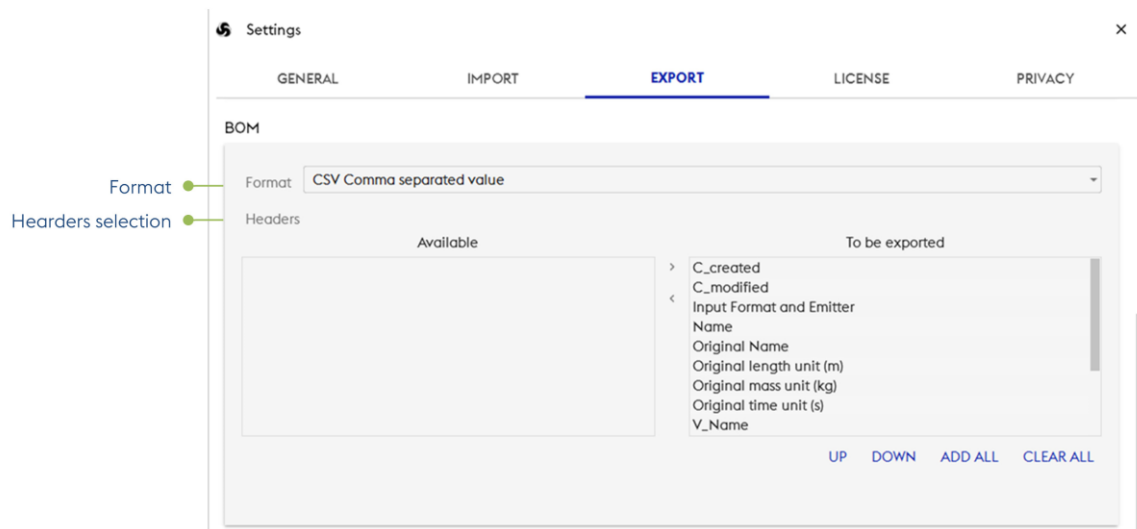 Settings
×
GENERAL IMPORT EXPORT LICENSE PRIVACY
BOM
Format
Format CSV Comma separated value
Hearders selection
Headers
Available To be exported
> C_created
C_modified
< Input Format and Emitter
Name
Original Name
Original length unit (m)
Original mass unit (kg)
Original time unit (s)
V_Name
UP DOWN ADD ALL CLEAR ALL